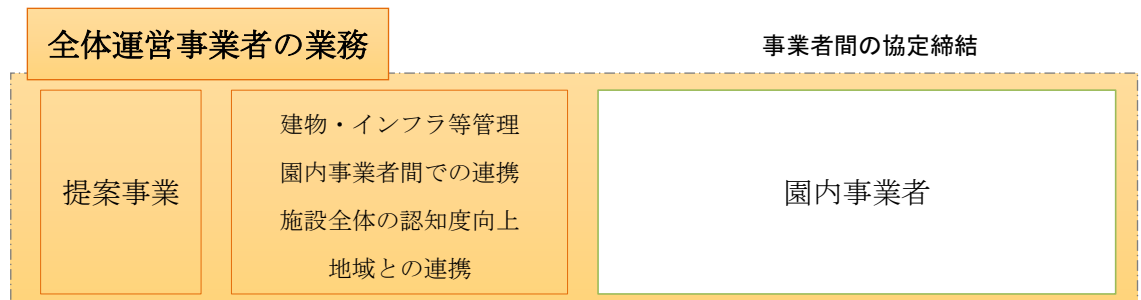 全体運営事業者の業務
事業者間の協定締結
提案事業
建物・インフラ等管理
園内事業者間での連携
施設全体の認知度向上
地域との連携
園内事業者